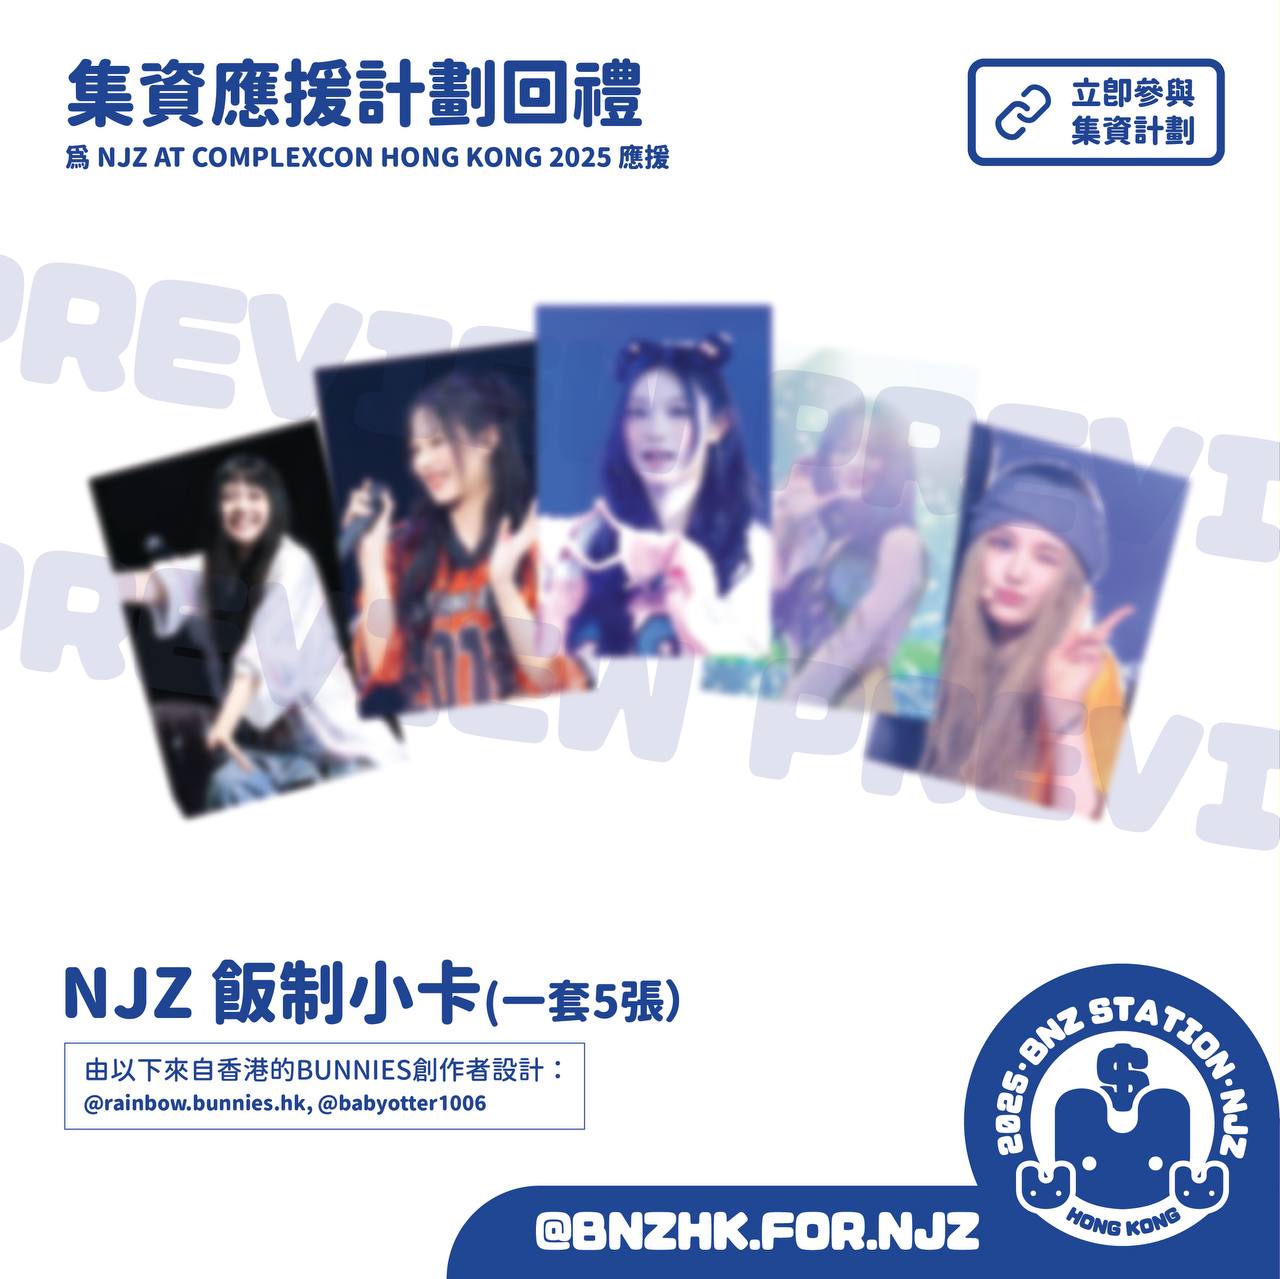 集資應援計劃回禮
爲 NJZ AT COMPLEXCON HONG KONG 2025 應援
立即參與
集資計劃
PREVIEW PREVI
PREVIEW PREVI
NJZ 飯制小卡(一套5張)
由以下來自香港的BUNNIES創作者設計：
@rainbow.bunnies.hk, @babyotter1006
2025·BNZ STATION·NJZ
$
HONG KONG
@BNZHK.FOR.NJZ